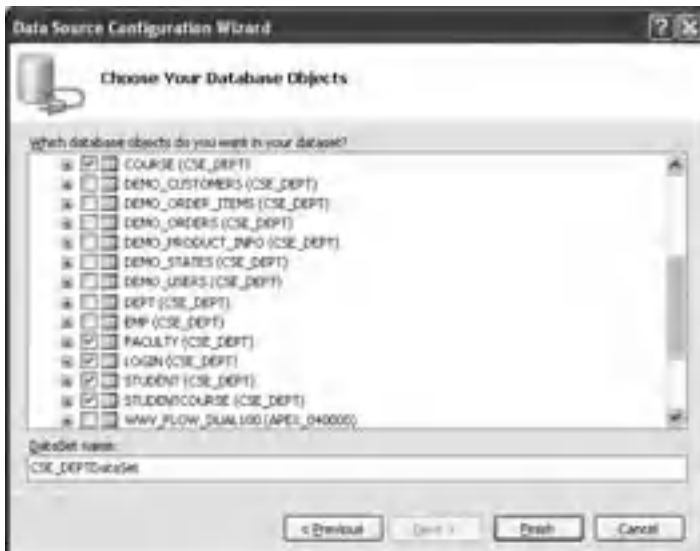 Data Source Configuration Wizard
Choose Your Database Objects
Which database objects do you want in your dataset?
COURSE (CSE_DEPT)
DEMO_CUSTOMERS (CSE_DEPT)
DEMO_ORDER_ITEMS (CSE_DEPT)
DEMO_ORDERS (CSE_DEPT)
DEMO_PRODUCT_INFO (CSE_DEPT)
DEMO_STATES (CSE_DEPT)
DEMO_USERS (CSE_DEPT)
DEPT (CSE_DEPT)
EMP (CSE_DEPT)
FACULTY (CSE_DEPT)
LOGIN (CSE_DEPT)
STUDENT (CSE_DEPT)
STUDENTCOURSE (CSE_DEPT)
WWV_FLOW_DUAL100 (APEX_040000)
DataSet name:
CSE_DEPTDataSet
< Previous Next > Finish Cancel